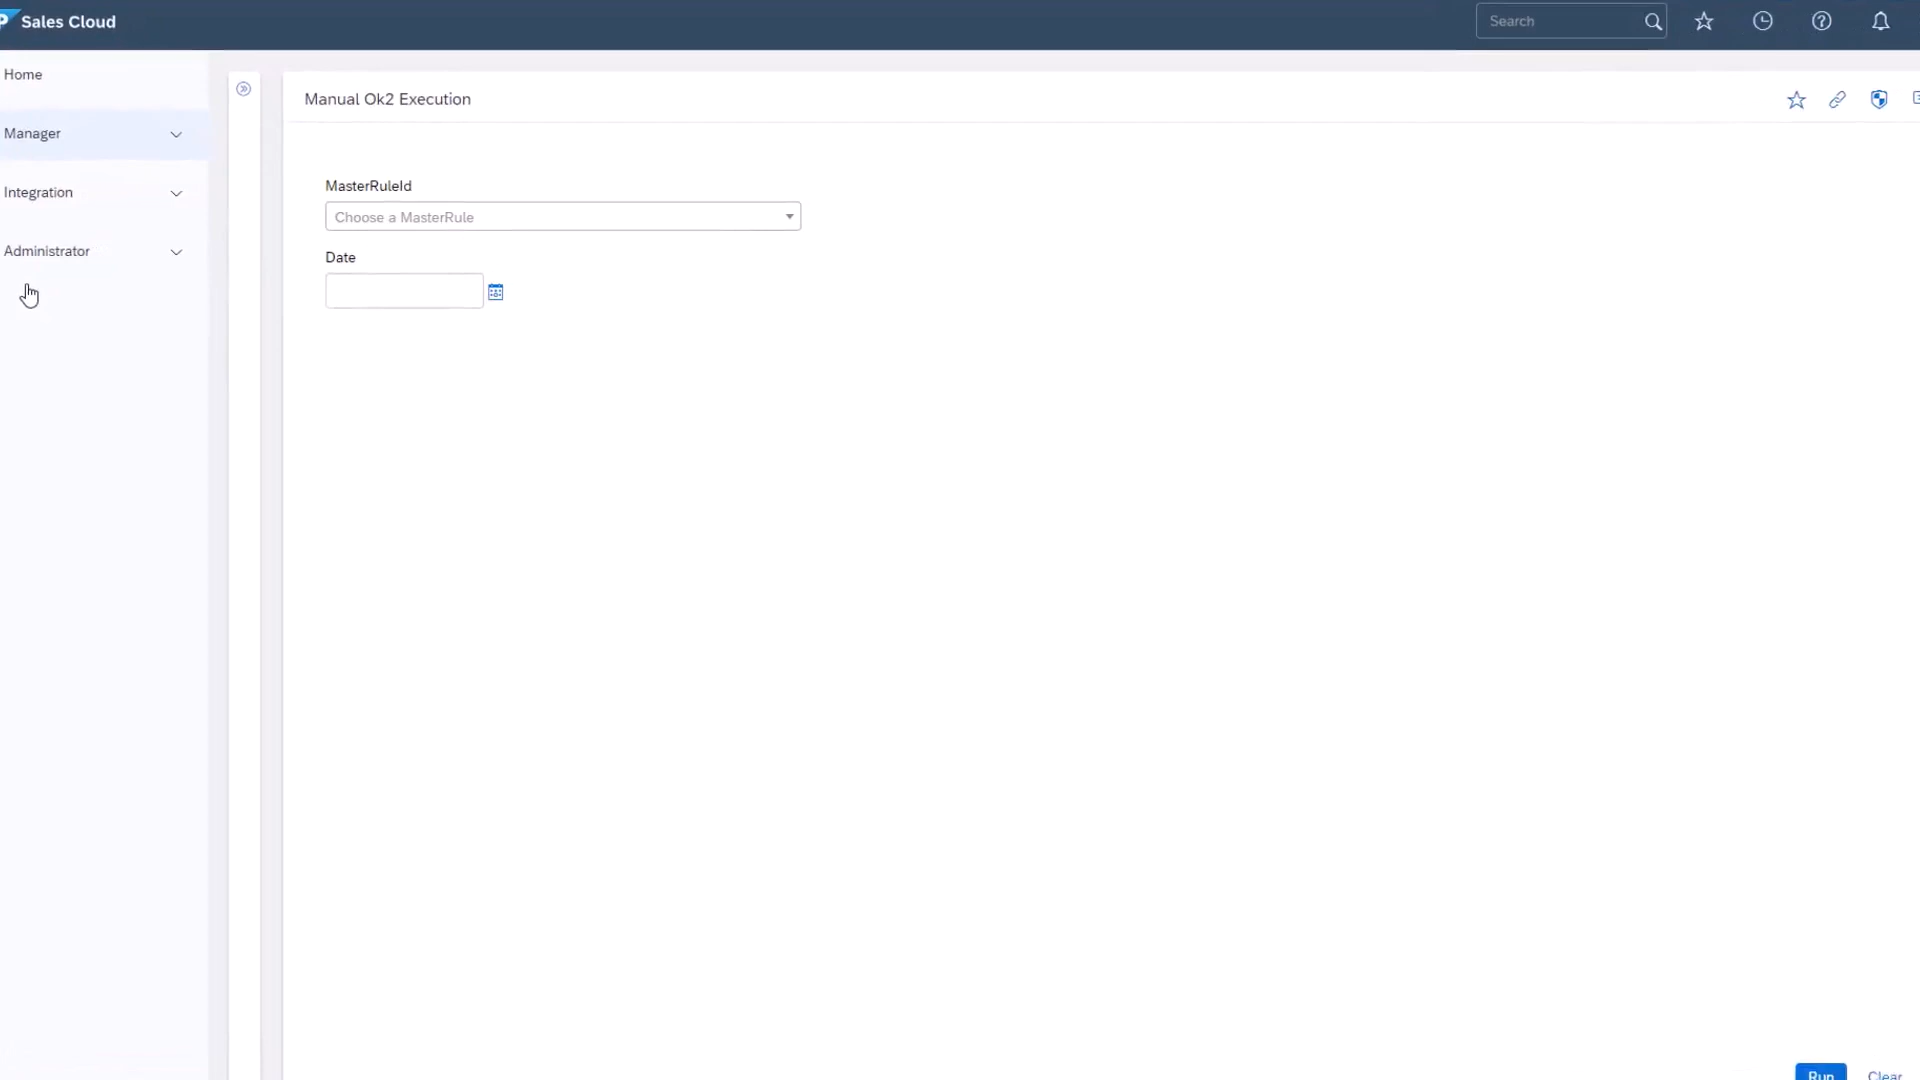 Sales Cloud
Search
Home
Manager
Integration
Administrator
Manual Ok2 Execution
MasterRuleId
Choose a MasterRule
Date
Run
Clear